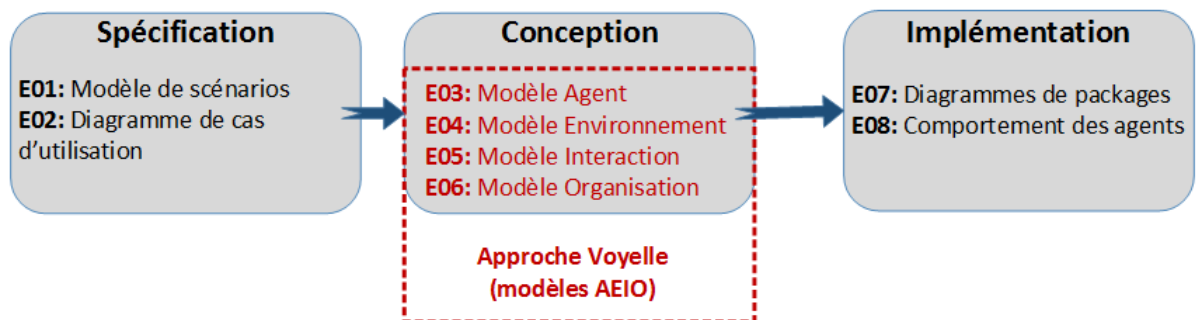 Spécification
E01: Modèle de scénarios
E02: Diagramme de cas
d'utilisation
Conception
E03: Modèle Agent
E04: Modèle Environnement
E05: Modèle Interaction
E06: Modèle Organisation
Approche Voyelle
(modèles AEIO)
Implémentation
E07: Diagrammes de packages
E08: Comportement des agents